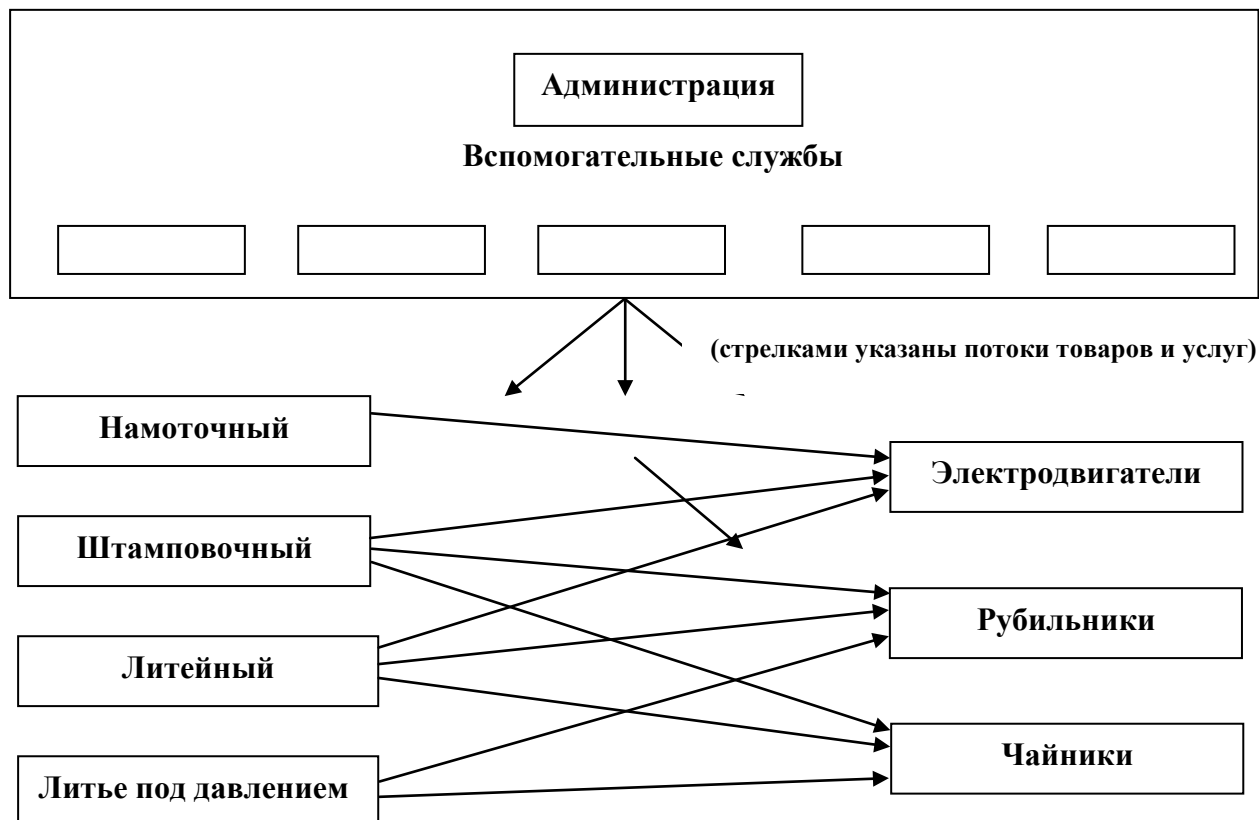 Администрация
Вспомогательные службы
(стрелками указаны потоки товаров и услуг)
Намоточный
Электродвигатели
Штамповочный
Рубильники
Литейный
Чайники
Литье под давлением